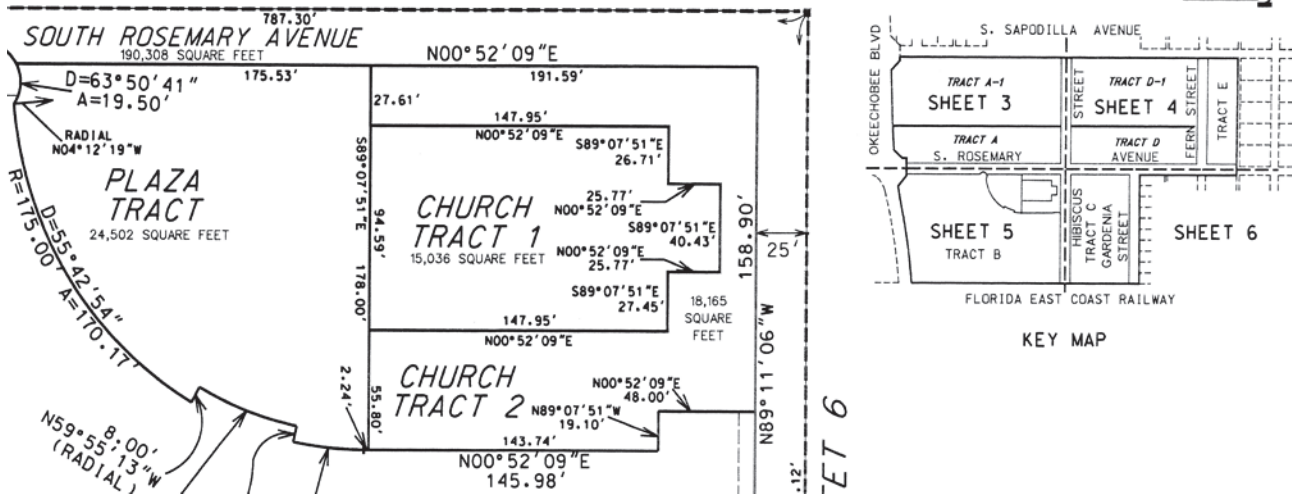 787.30'
SOUTH ROSEMARY AVENUE
190,308 SQUARE FEET
N00°52'09"E
175.53'
191.59'
D=63°50'41"
A=19.50'
RADIAL
N04°12'19"W
27.61'
147.95'
N00°52'09"E
S89°07'51"E
26.71'
PLAZA
TRACT
24,502 SQUARE FEET
R=175.00'
D=55°42'54"
A=170.17'
S89°07'51"E
178.00'
94.59'
CHURCH
TRACT 1
15,036 SQUARE FEET
25.77'
N00°52'09"E
S89°07'51"E
40.43'
N00°52'09"E
25.77'
S89°07'51"E
27.45'
158.90'
N89°11'06"W
25'
18,165
SQUARE
FEET
147.95'
N00°52'09"E
2.24'
55.80'
CHURCH
TRACT 2
N00°52'09"E
48.00'
N89°07'51"W
19.10'
143.74'
N00°52'09"E
145.98'
8.00'
N59°55'13"W
(RADIAL)
.12'
EET 6
S. SAPODILLA AVENUE
OKEECHOBEE BLVD
TRACT A-1
SHEET 3
STREET
TRACT D-1
SHEET 4
FERN STREET
TRACT E
TRACT A
S. ROSEMARY
TRACT D
AVENUE
SHEET 5
TRACT B
HIBISCUS
TRACT C
GARDENIA
STREET
SHEET 6
FLORIDA EAST COAST RAILWAY
KEY MAP